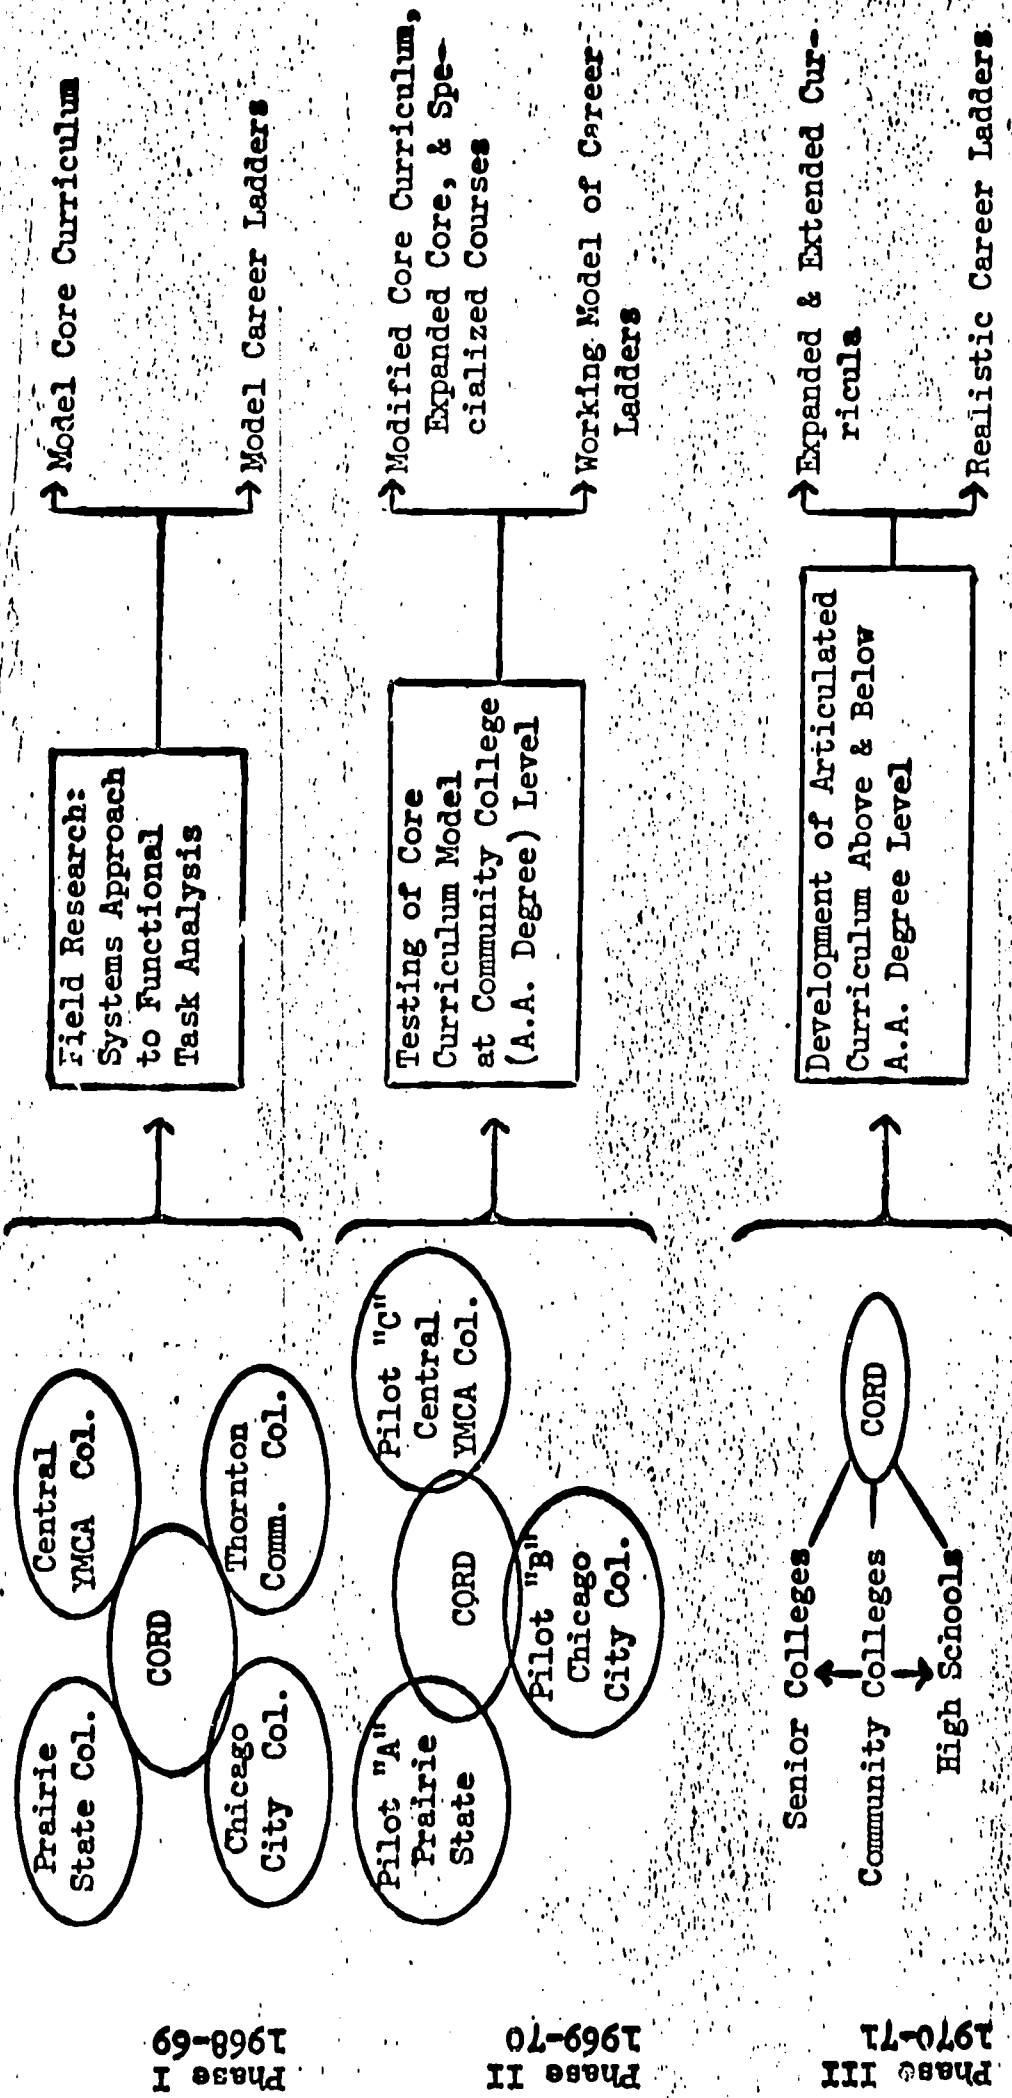 Phase I
1968-69
Prairie
State Col.
Central
YMCA Col.
CORD
Chicago
City Col.
Thornton
Comm. Col.
Field Research:
Systems Approach
to Functional
Task Analysis
Model Core Curriculum
Model Career Ladders
Phase II
1969-70
Pilot "A"
Prairie
State
CORD
Pilot "C"
Central
YMCA Col.
Pilot "B"
Chicago
City Col.
Testing of Core
Curriculum Model
at Community College
(A.A. Degree) Level
Modified Core Curriculum,
Expanded Core, & Spe-
cialized Courses
Working Model of Career
Ladders
Phase III
1970-71
Senior Colleges
Community Colleges
High Schools
CORD
Development of Articulated
Curriculum Above & Below
A.A. Degree Level
Expanded & Extended Cur-
ricula
Realistic Career Ladders